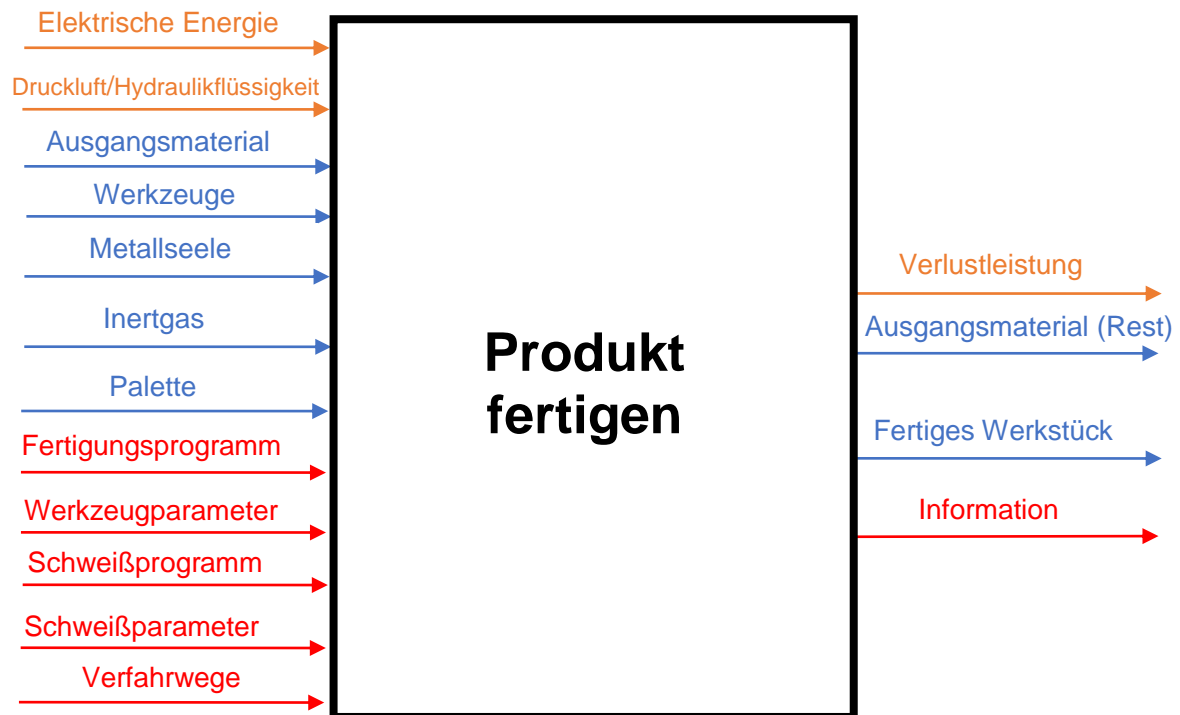 Elektrische Energie
Druckluft/Hydraulikflüssigkeit
Ausgangsmaterial
Werkzeuge
Metallseele
Inertgas
Palette
Fertigungsprogramm
Werkzeugparameter
Schweißprogramm
Schweißparameter
Verfahrwege
Produkt
fertigen
Verlustleistung
Ausgangsmaterial (Rest)
Fertiges Werkstück
Information